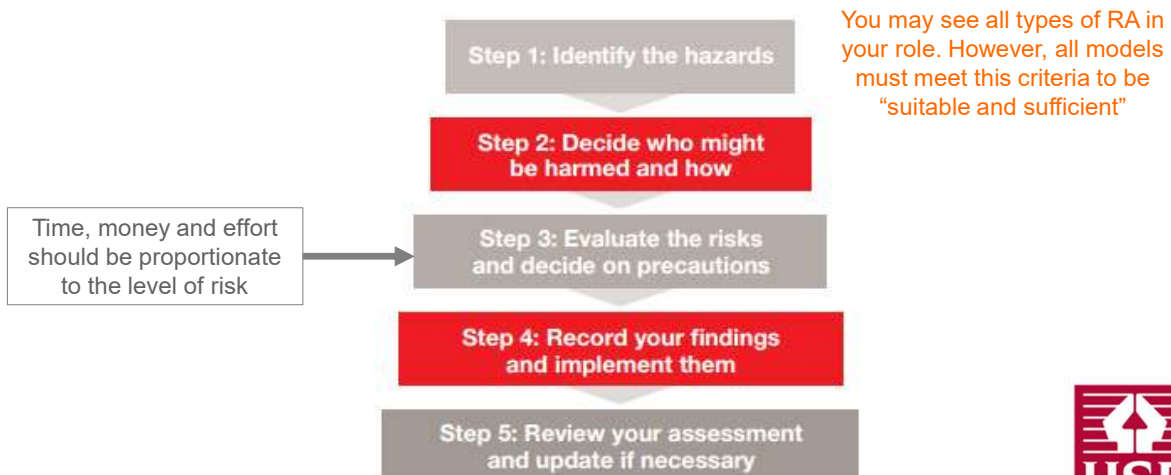 Step 1: Identify the hazards
You may see all types of RA in
your role. However, all models
must meet this criteria to be
“suitable and sufficient”
Step 2: Decide who might
be harmed and how
Time, money and effort
should be proportionate
to the level of risk
Step 3: Evaluate the risks
and decide on precautions
Step 4: Record your findings
and implement them
Step 5: Review your assessment
and update if necessary